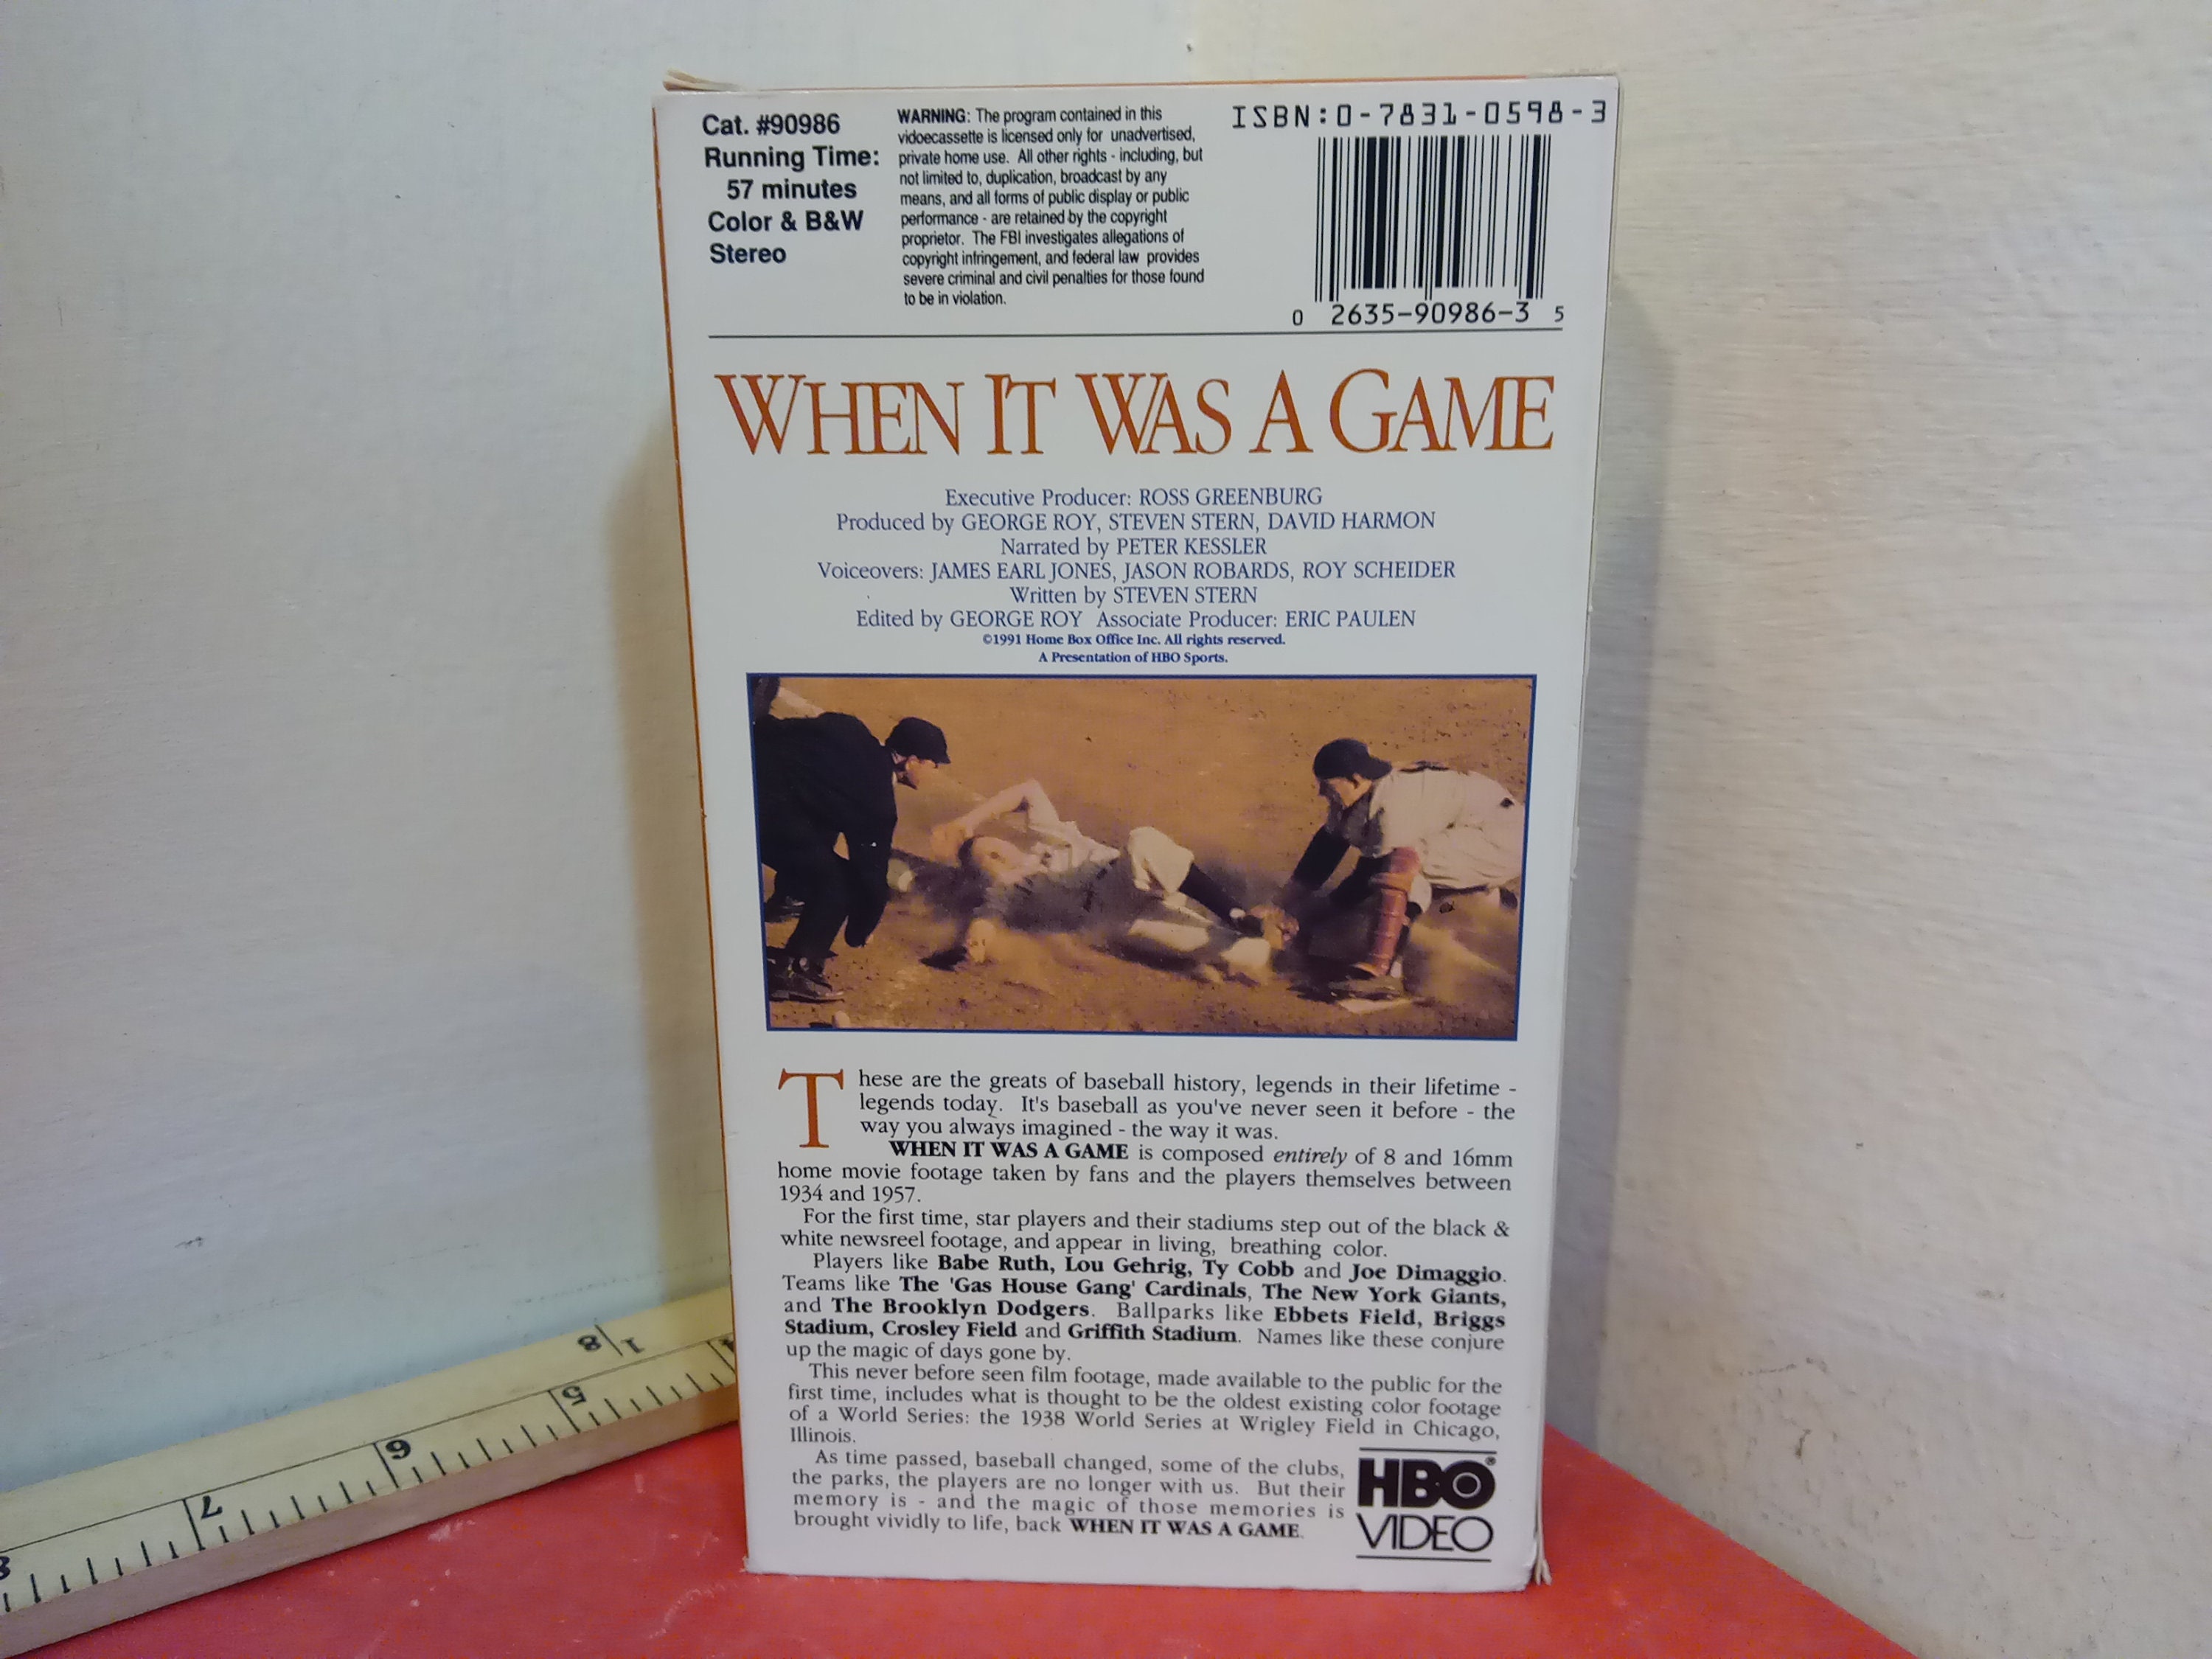 Cat. #90986
Running Time:
57 minutes
Color & B&W
Stereo
WARNING: The program contained in this
vidoecassette is licensed only for unadvertised,
private home use. All other rights - including, but
not limited to, duplication, broadcast by any
means, and all forms of public display or public
performance - are retained by the copyright
proprietor. The FBI investigates allegations of
copyright infringement, and federal law provides
severe criminal and civil penalties for those found
to be in violation.
ISBN:0-7831-0598-3
0 2635-90986-3 5
WHEN IT WAS A GAME
Executive Producer: ROSS GREENBURG
Produced by GEORGE ROY, STEVEN STERN, DAVID HARMON
Narrated by PETER KESSLER
Voiceovers: JAMES EARL JONES, JASON ROBARDS, ROY SCHEIDER
Written by STEVEN STERN
Edited by GEORGE ROY Associate Producer: ERIC PAULEN
©1991 Home Box Office Inc. All rights reserved.
A Presentation of HBO Sports.
These are the greats of baseball history, legends in their lifetime -
legends today. It's baseball as you've never seen it before - the
way you always imagined - the way it was.
WHEN IT WAS A GAME is composed entirely of 8 and 16mm
home movie footage taken by fans and the players themselves between
1934 and 1957.
For the first time, star players and their stadiums step out of the black &
white newsreel footage, and appear in living, breathing color.
Players like Babe Ruth, Lou Gehrig, Ty Cobb and Joe Dimaggio.
Teams like The 'Gas House Gang' Cardinals, The New York Giants,
and The Brooklyn Dodgers. Ballparks like Ebbets Field, Briggs
Stadium, Crosley Field and Griffith Stadium. Names like these conjure
up the magic of days gone by.
This never before seen film footage, made available to the public for the
first time, includes what is thought to be the oldest existing color footage
of a World Series: the 1938 World Series at Wrigley Field in Chicago,
Illinois.
As time passed, baseball changed, some of the clubs,
the parks, the players are no longer with us. But their
memory is - and the magic of those memories is
brought vividly to life, back WHEN IT WAS A GAME.
HBO®
VIDEO
1/8
5
6
7